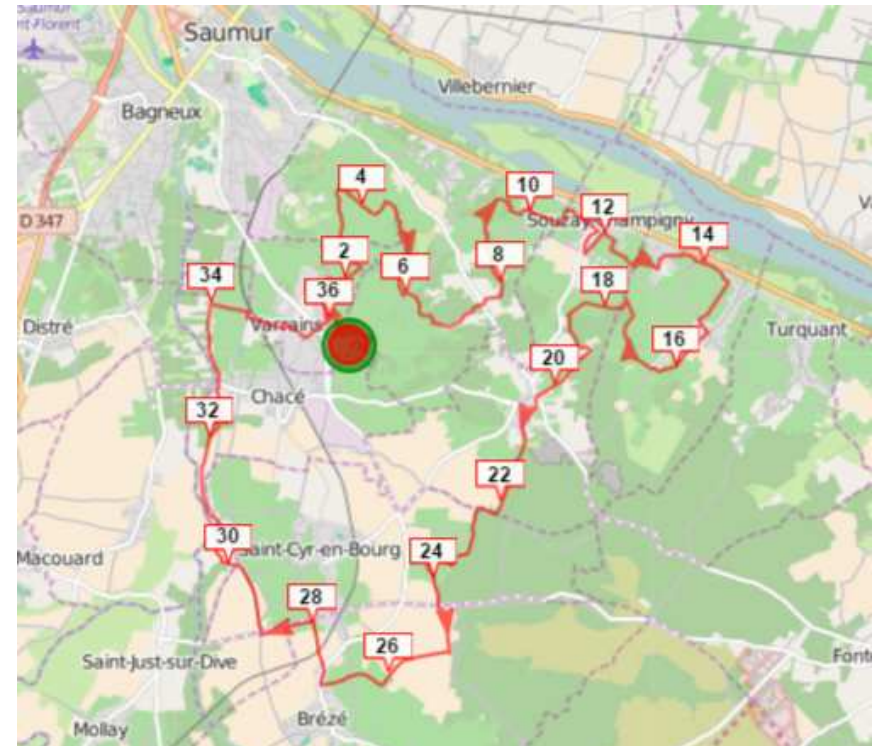 Saumur
nt-Florent
Saumur
Villebernier
Bagneux
4
10
D 347
12
Souzay-Champigny
14
2
8
6
34
18
36
Distré
Varrains
16
Turquant
20
Chacé
32
22
30
24
Saint-Cyr-en-Bourg
Macouard
28
26
Saint-Just-sur-Dive
Font
Brézé
Mollay